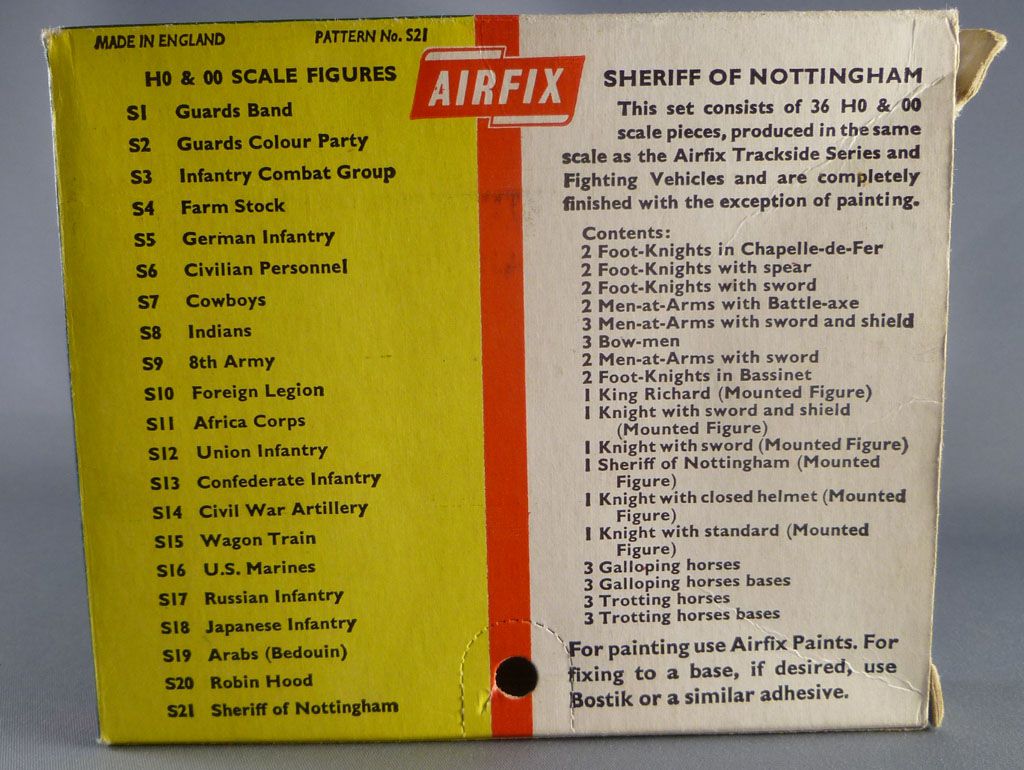 MADE IN ENGLAND
PATTERN No. S21
H0 & 00 SCALE FIGURES
S1 Guards Band
S2 Guards Colour Party
S3 Infantry Combat Group
S4 Farm Stock
S5 German Infantry
S6 Civilian Personnel
S7 Cowboys
S8 Indians
S9 8th Army
S10 Foreign Legion
S11 Africa Corps
S12 Union Infantry
S13 Confederate Infantry
S14 Civil War Artillery
S15 Wagon Train
S16 U.S. Marines
S17 Russian Infantry
S18 Japanese Infantry
S19 Arabs (Bedouin)
S20 Robin Hood
S21 Sheriff of Nottingham
AIRFIX
SHERIFF OF NOTTINGHAM
This set consists of 36 H0 & 00
scale pieces, produced in the same
scale as the Airfix Trackside Series and
Fighting Vehicles and are completely
finished with the exception of painting.
Contents:
2 Foot-Knights in Chapelle-de-Fer
2 Foot-Knights with spear
2 Foot-Knights with sword
2 Men-at-Arms with Battle-axe
3 Men-at-Arms with sword and shield
3 Bow-men
2 Men-at-Arms with sword
2 Foot-Knights in Bassinet
1 King Richard (Mounted Figure)
1 Knight with sword and shield
(Mounted Figure)
1 Knight with sword (Mounted Figure)
1 Sheriff of Nottingham (Mounted
Figure)
1 Knight with closed helmet (Mounted
Figure)
1 Knight with standard (Mounted
Figure)
3 Galloping horses
3 Galloping horses bases
3 Trotting horses
3 Trotting horses bases
For painting use Airfix Paints. For
fixing to a base, if desired, use
Bostik or a similar adhesive.